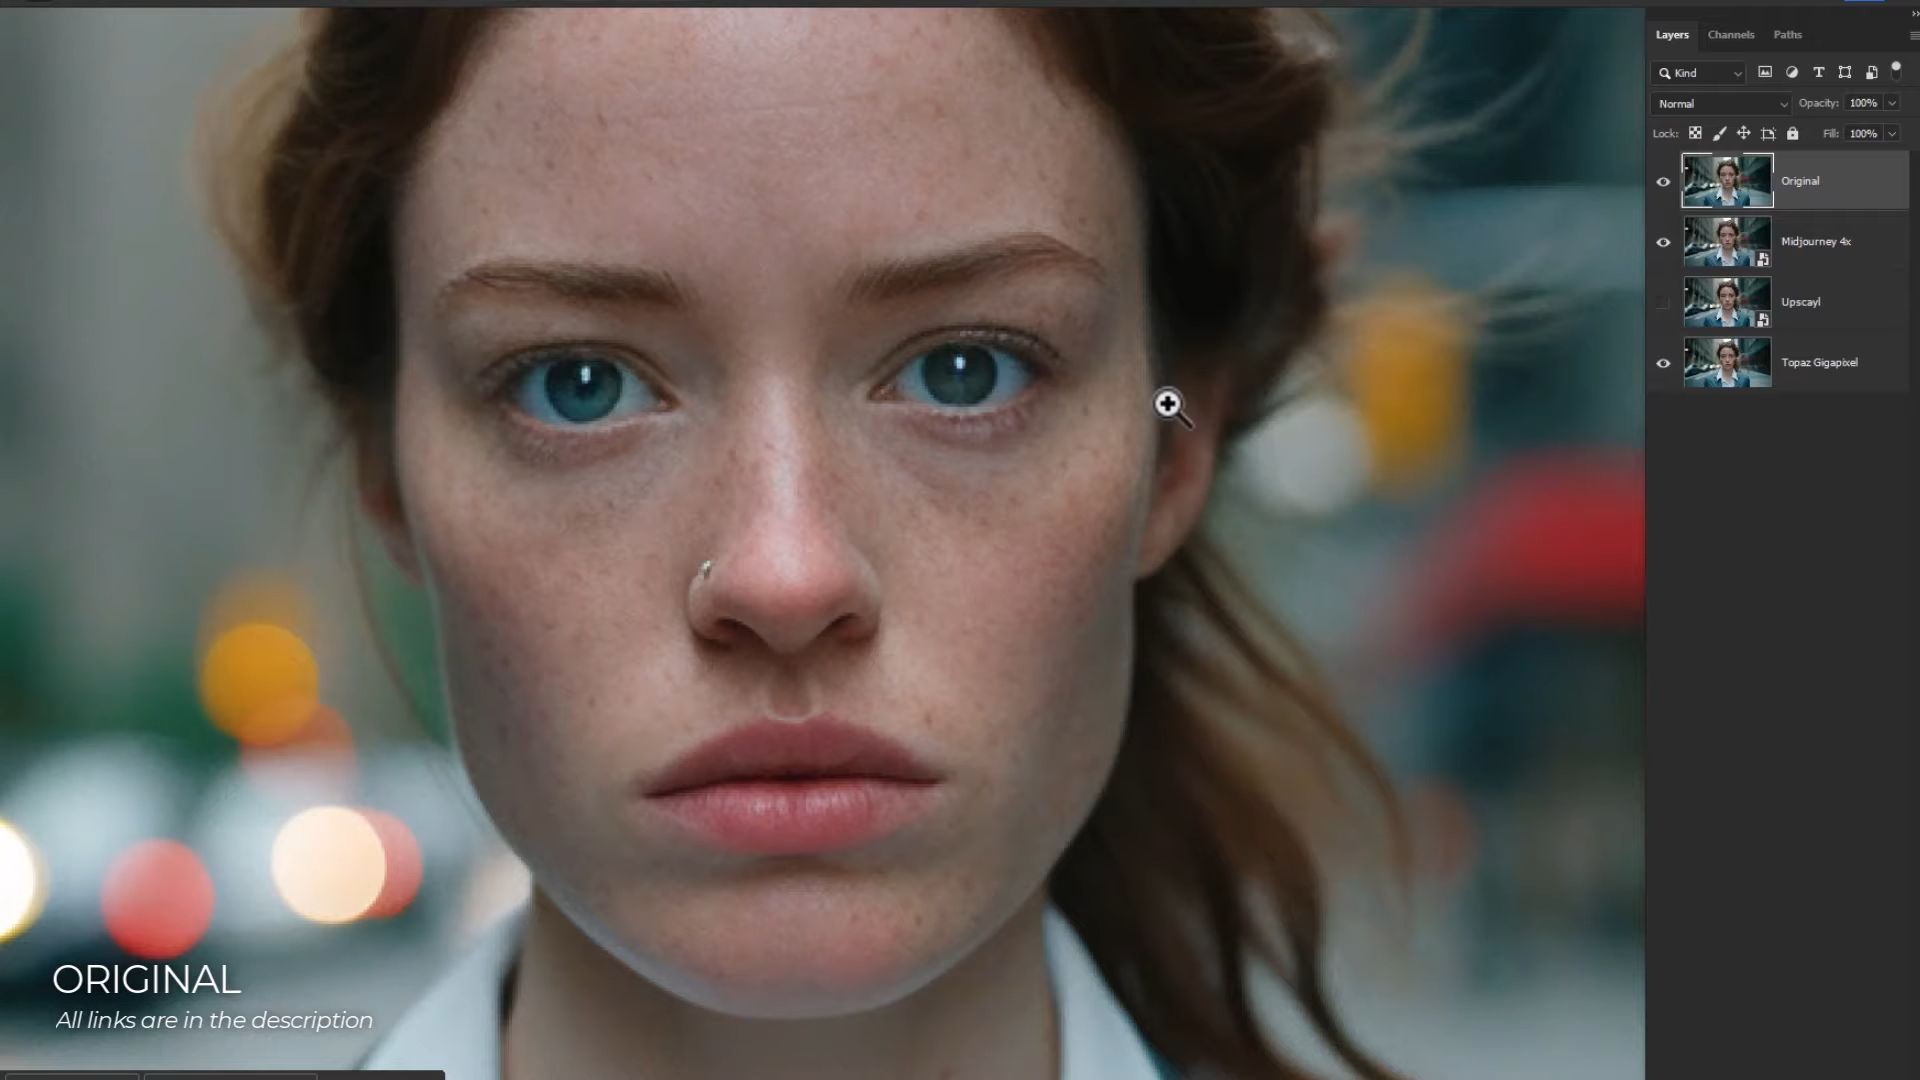 Layers Channels Paths
Kind
Normal Opacity: 100%
Lock: Fill: 100%
Original
Midjourney 4x
Upscayl
Topaz Gigapixel
ORIGINAL
All links are in the description